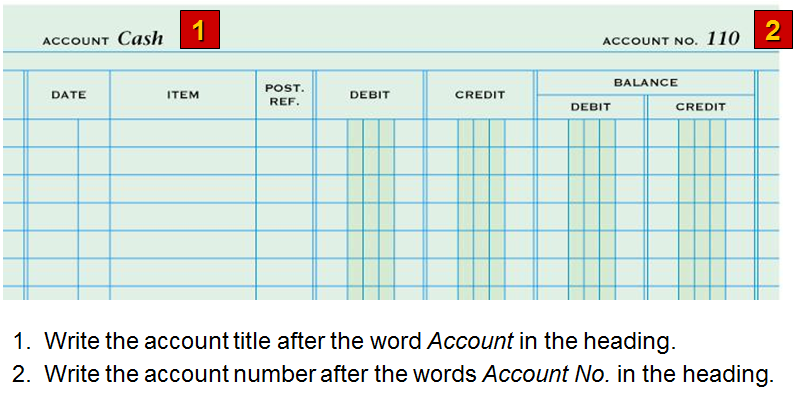 ACCOUNT Cash 1 ACCOUNT NO. 110 2
DATE ITEM POST. REF. DEBIT CREDIT BALANCE
DEBIT CREDIT
1. Write the account title after the word Account in the heading.
2. Write the account number after the words Account No. in the heading.